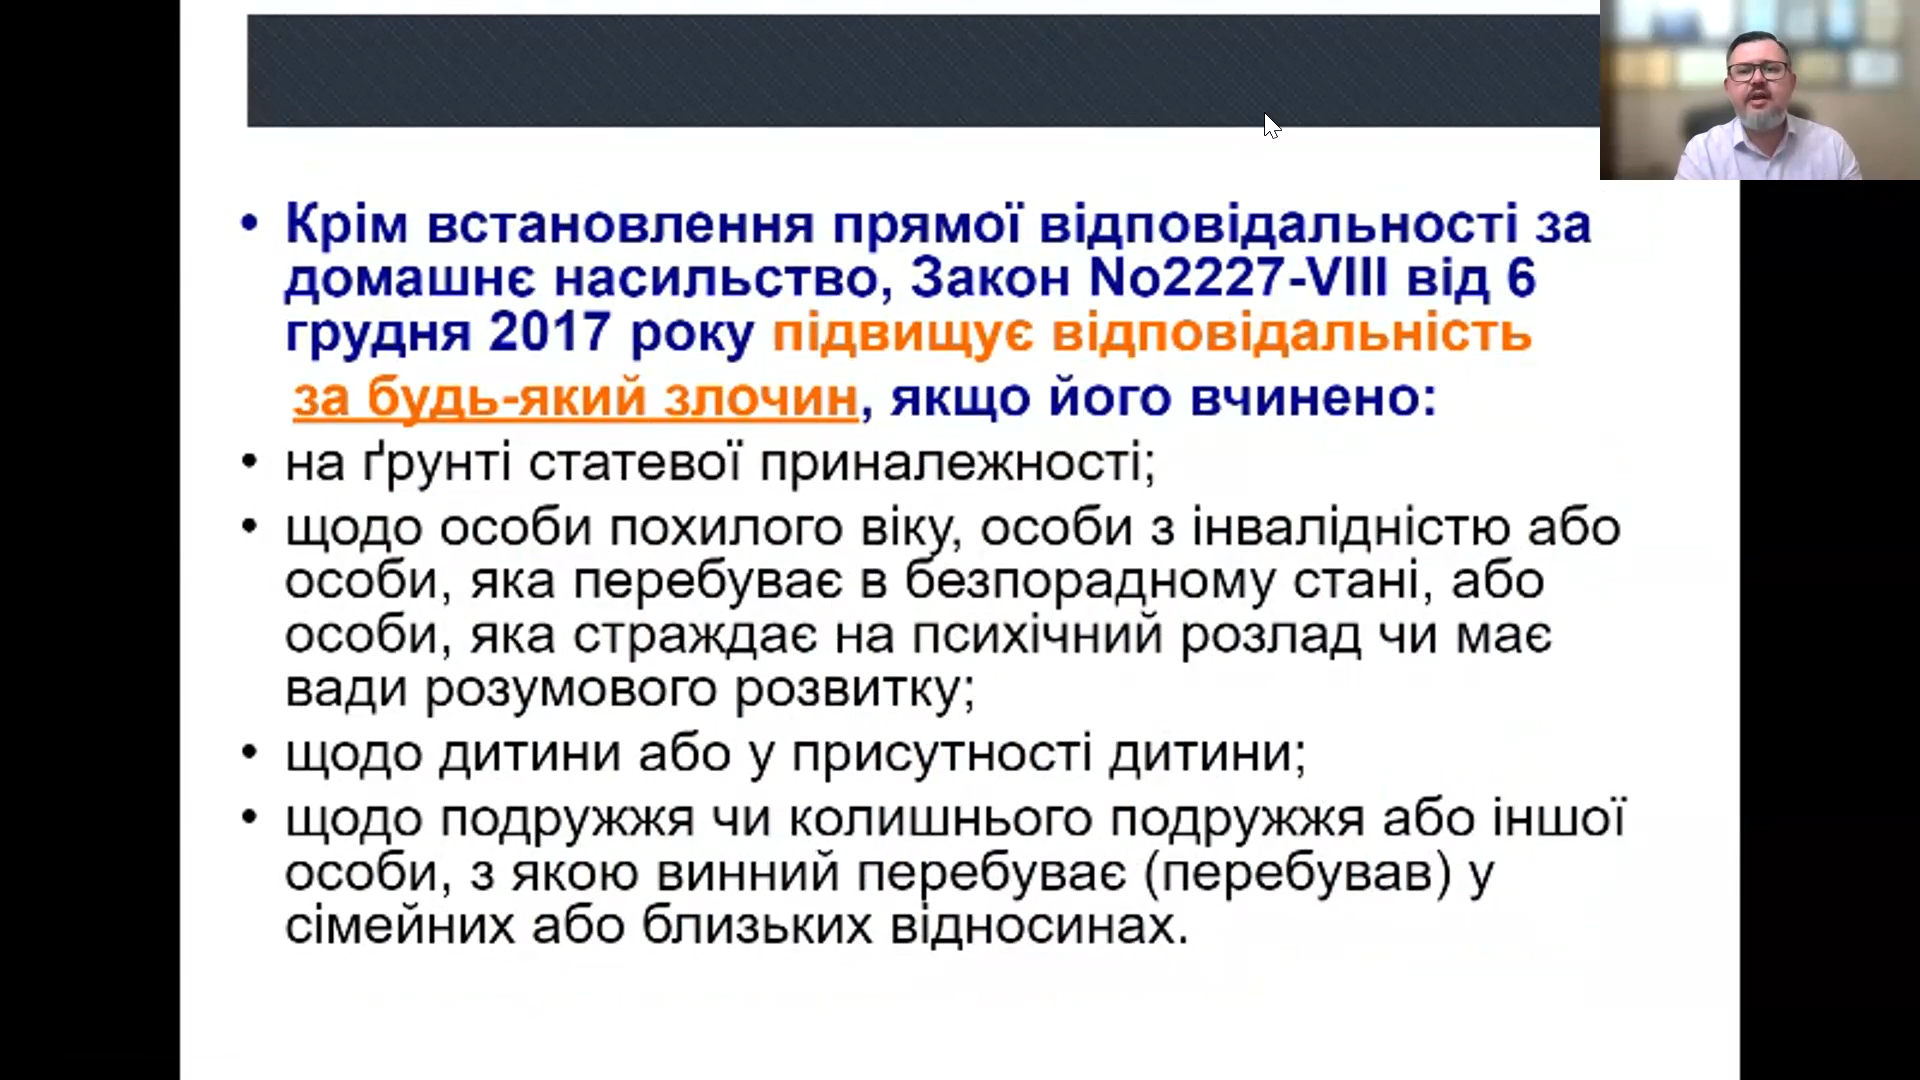 • Крім встановлення прямої відповідальності за
домашнє насильство, Закон No2227-VIII від 6
грудня 2017 року підвищує відповідальність
за будь-який злочин, якщо його вчинено:
• на ґрунті статевої приналежності;
• щодо особи похилого віку, особи з інвалідністю або
особи, яка перебуває в безпорадному стані, або
особи, яка страждає на психічний розлад чи має
вади розумового розвитку;
• щодо дитини або у присутності дитини;
• щодо подружжя чи колишнього подружжя або іншої
особи, з якою винний перебуває (перебував) у
сімейних або близьких відносинах.